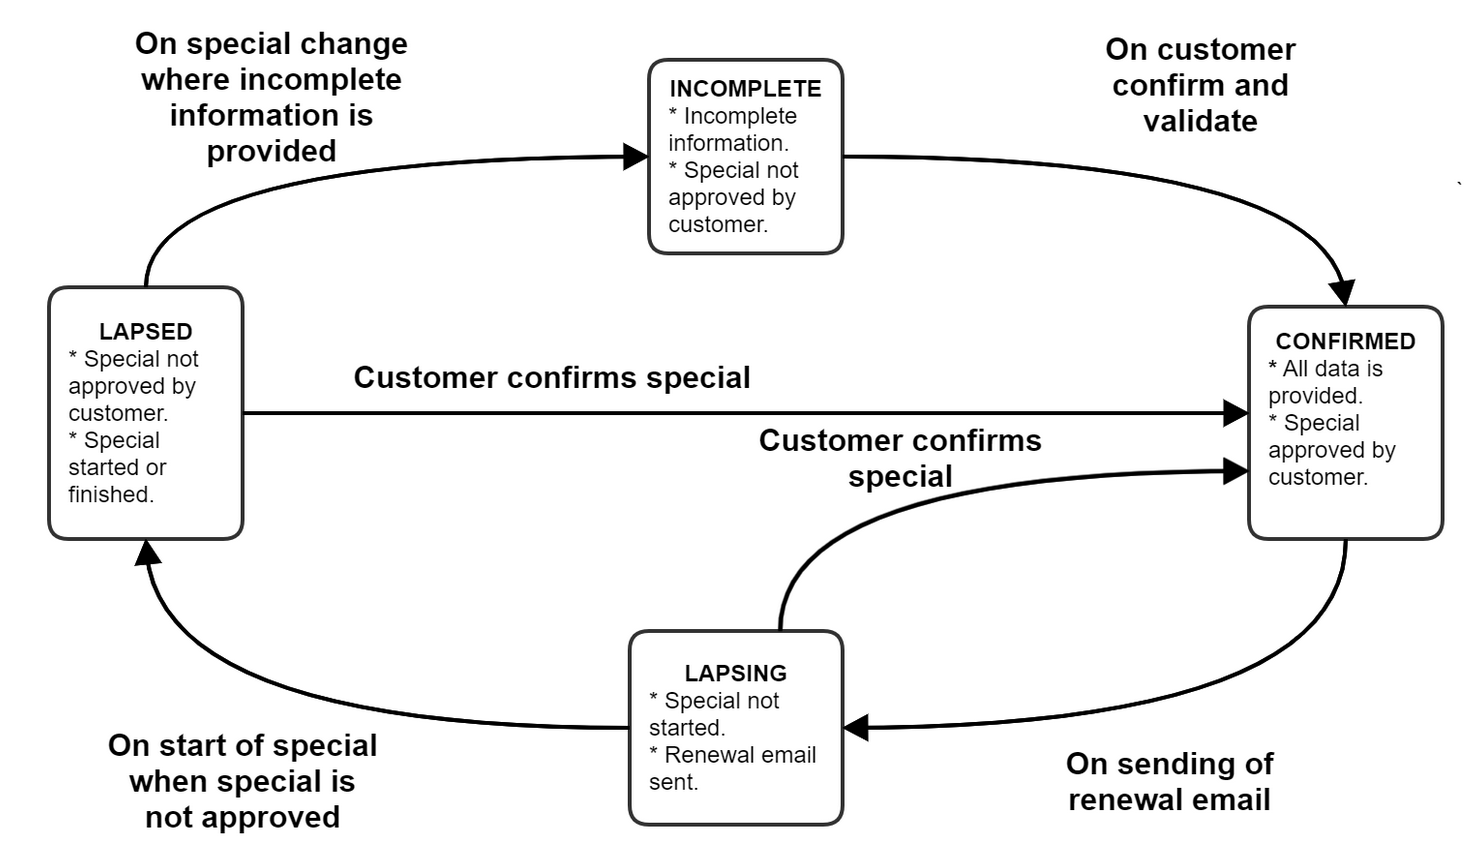 On special change
where incomplete
information is
provided
INCOMPLETE
* Incomplete
information.
* Special not
approved by
customer.
On customer
confirm and
validate
`
LAPSED
* Special not
approved by
customer.
* Special
started or
finished.
Customer confirms special
CONFIRMED
* All data is
provided.
* Special
approved by
customer.
Customer confirms
special
LAPSING
* Special not
started.
* Renewal email
sent.
On start of special
when special is
not approved
On sending of
renewal email